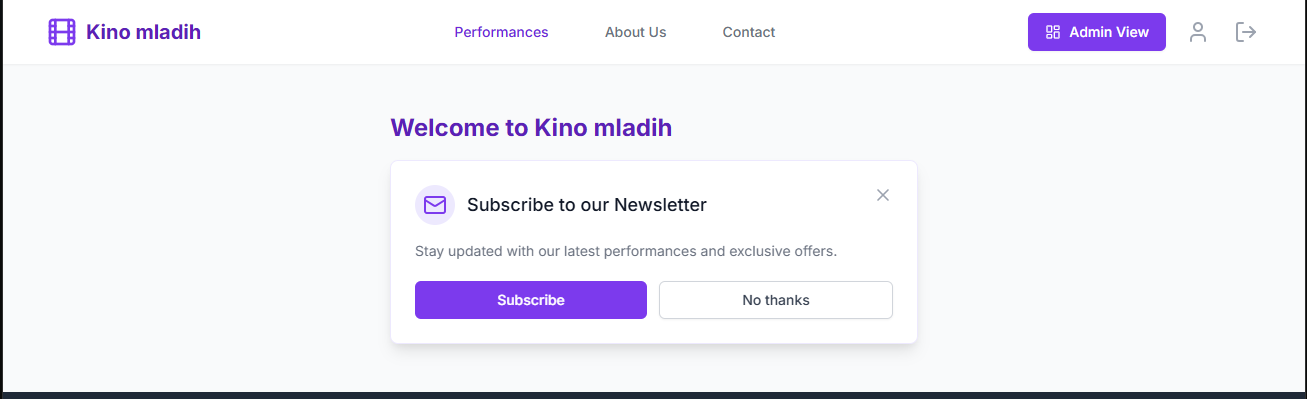 Kino mladih
Performances
About Us
Contact
Admin View
Welcome to Kino mladih
Subscribe to our Newsletter
Stay updated with our latest performances and exclusive offers.
Subscribe
No thanks